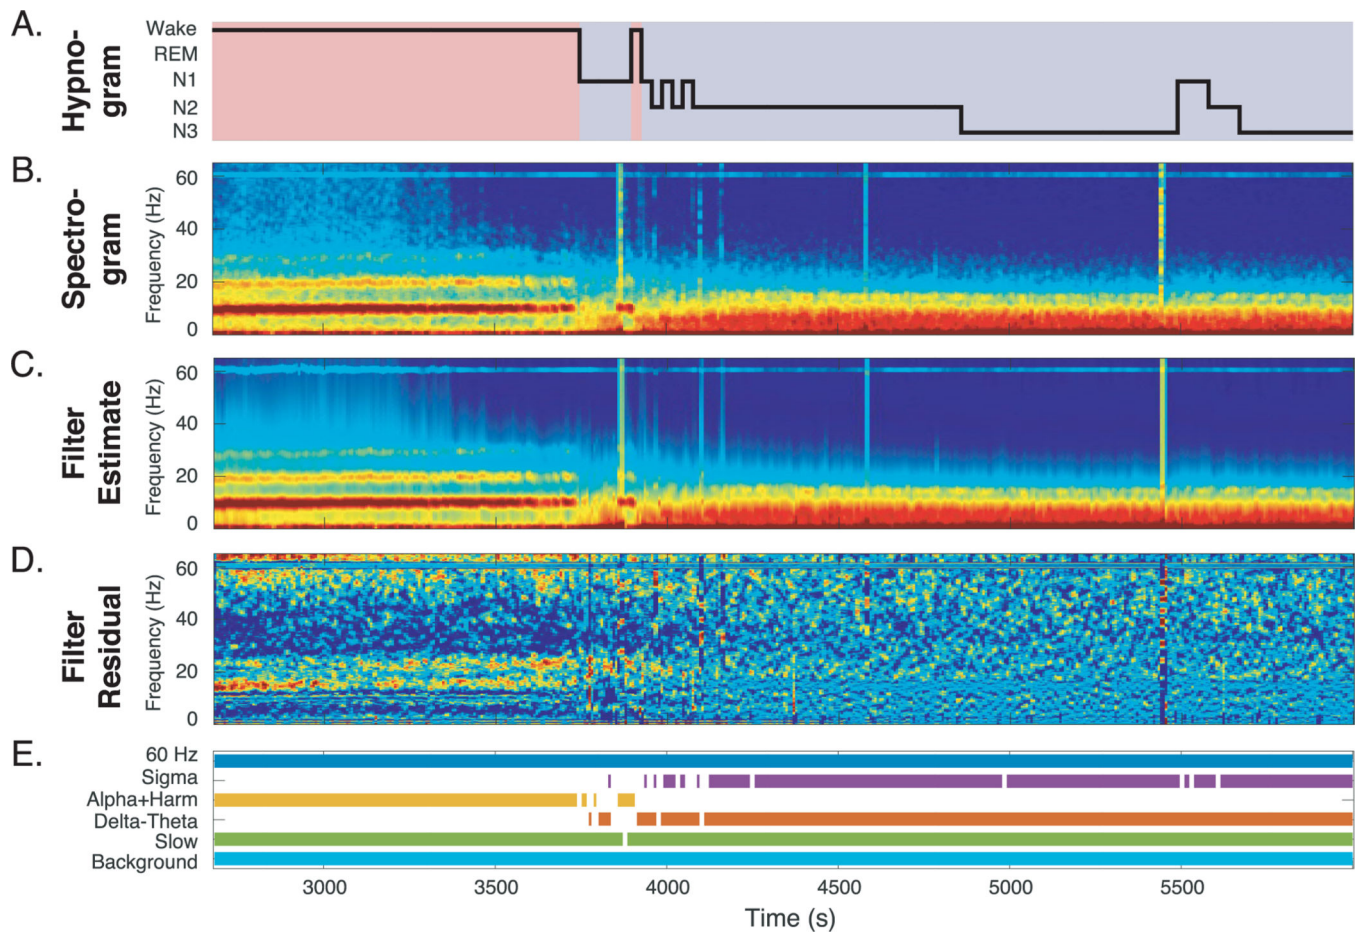 A.
Hypno-
gram
Wake
REM
N1
N2
N3
B.
Spectro-
gram
Frequency (Hz)
60
40
20
0
C.
Filter
Estimate
Frequency (Hz)
60
40
20
0
D.
Filter
Residual
Frequency (Hz)
60
40
20
0
E.
60 Hz
Sigma
Alpha+Harm
Delta-Theta
Slow
Background
3000 3500 4000 4500 5000 5500
Time (s)